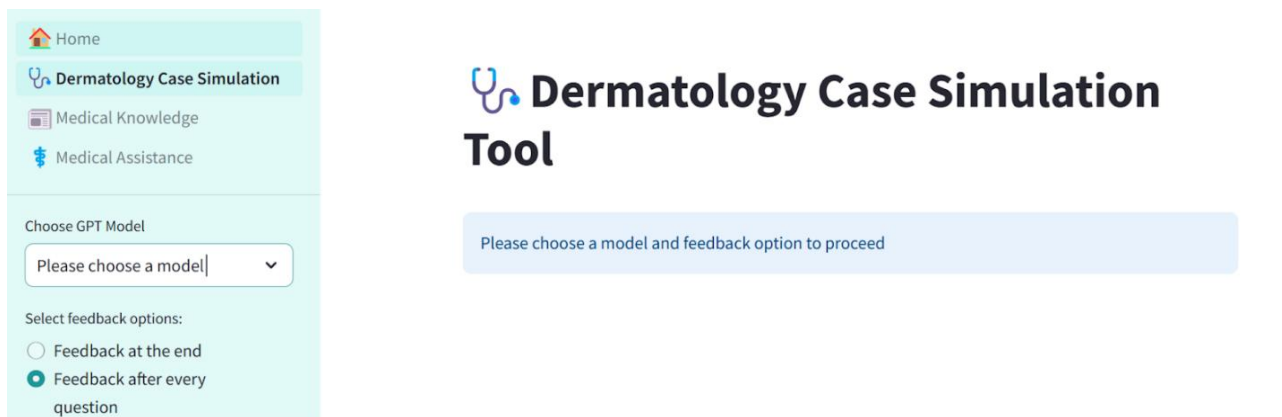 Home
Dermatology Case Simulation
Medical Knowledge
Medical Assistance
Choose GPT Model
Please choose a model
Select feedback options:
Feedback at the end
Feedback after every
question
Dermatology Case Simulation
Tool
Please choose a model and feedback option to proceed